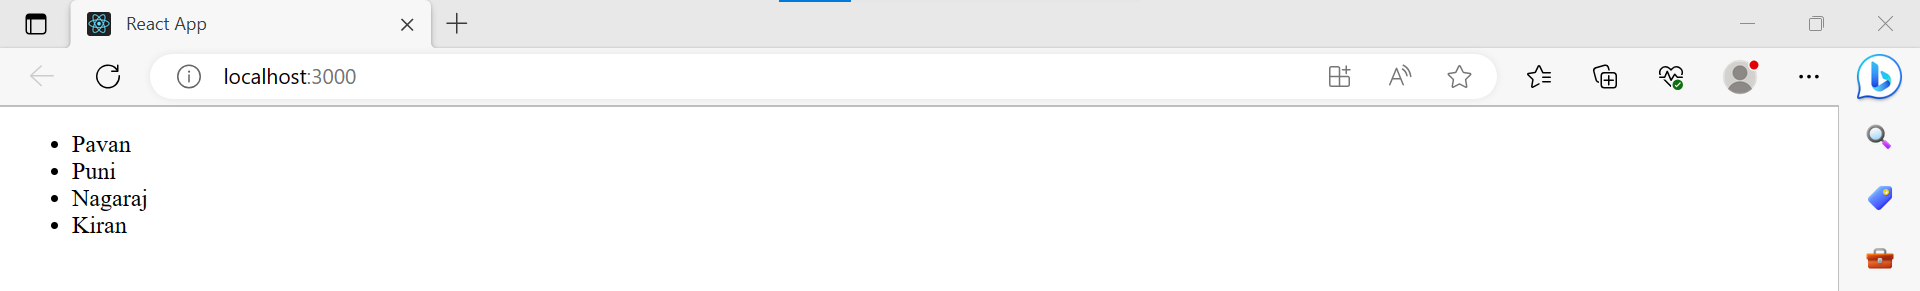 React App
localhost:3000
Pavan
Puni
Nagaraj
Kiran